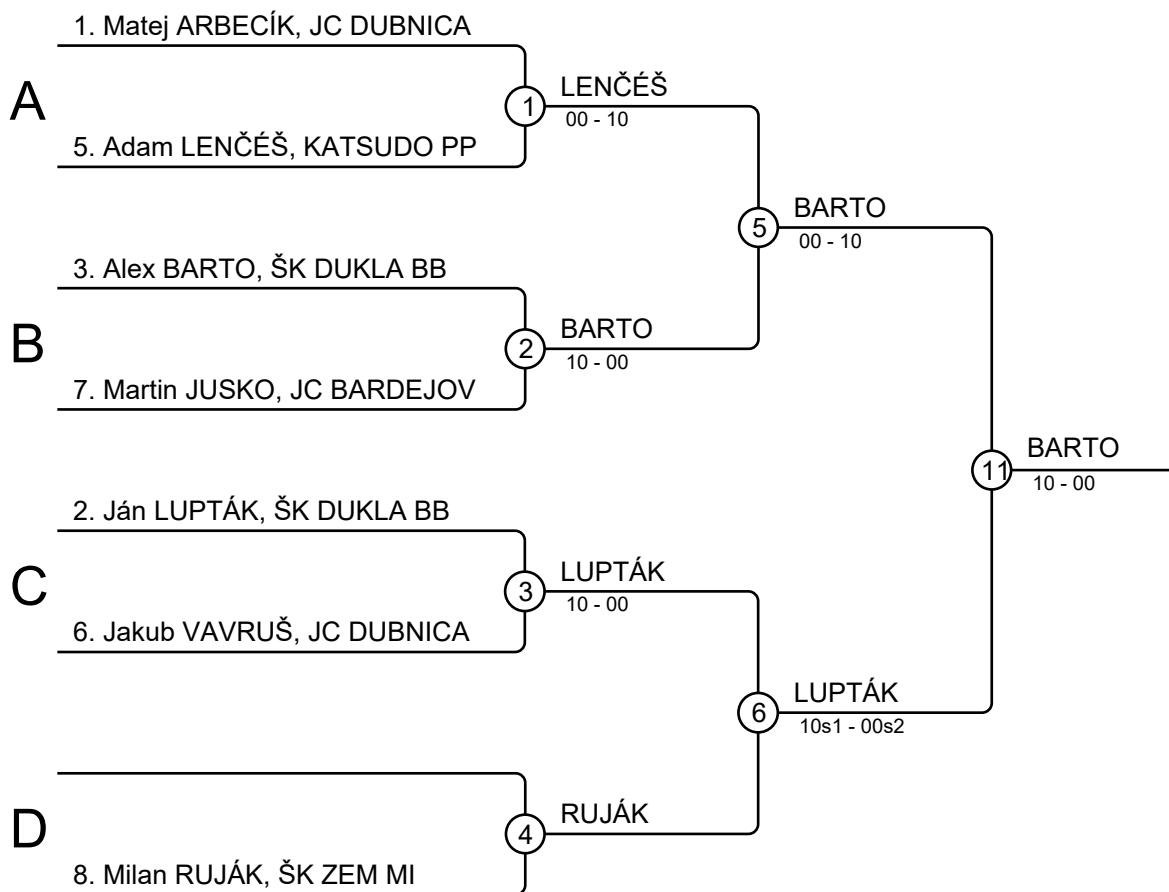 1. Matej ARBECÍK, JC DUBNICA
A
1
LENČÉŠ
00 - 10
5. Adam LENČÉŠ, KATSUDO PP
5
BARTO
00 - 10
3. Alex BARTO, ŠK DUKLA BB
B
2
BARTO
10 - 00
7. Martin JUSKO, JC BARDEJOV
11
BARTO
10 - 00
2. Ján LUPTÁK, ŠK DUKLA BB
C
3
LUPTÁK
10 - 00
6. Jakub VAVRUŠ, JC DUBNICA
6
LUPTÁK
10s1 - 00s2
D
4
RUJÁK
8. Milan RUJÁK, ŠK ZEM MI